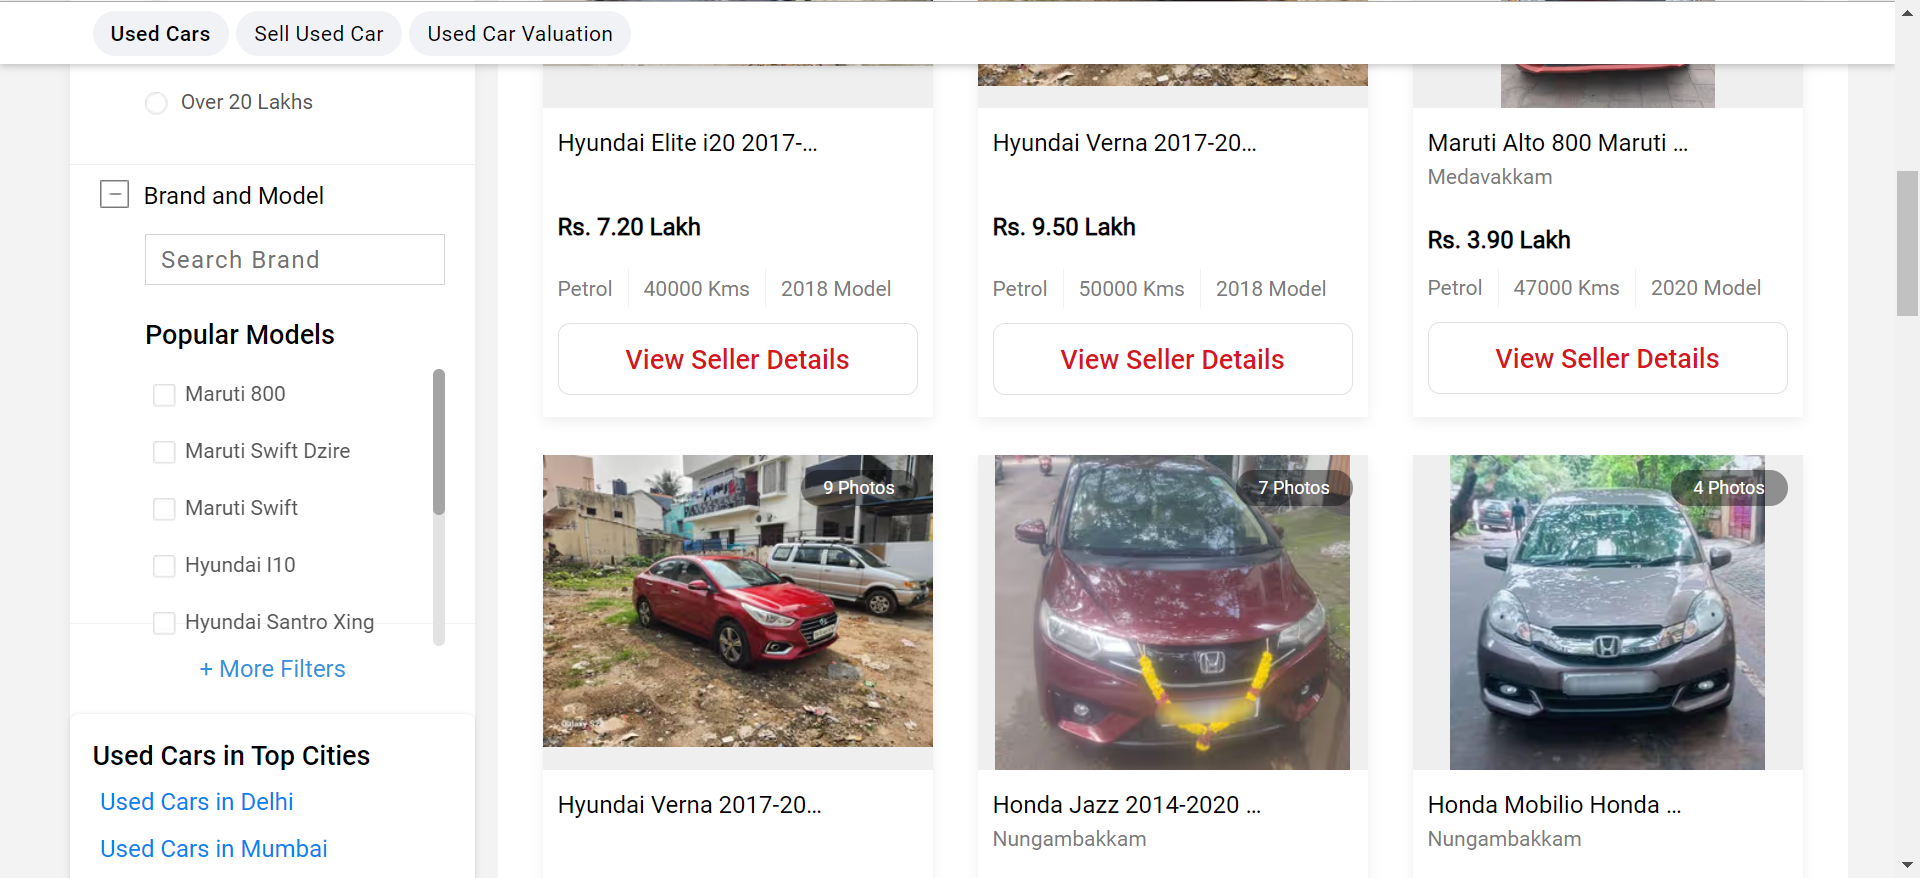 Used Cars
Sell Used Car
Used Car Valuation
Over 20 Lakhs
Brand and Model
Search Brand
Popular Models
Maruti 800
Maruti Swift Dzire
Maruti Swift
Hyundai I10
Hyundai Santro Xing
+ More Filters
Used Cars in Top Cities
Used Cars in Delhi
Used Cars in Mumbai
Hyundai Elite i20 2017-...
Rs. 7.20 Lakh
Petrol 40000 Kms 2018 Model
View Seller Details
Hyundai Verna 2017-20...
Rs. 9.50 Lakh
Petrol 50000 Kms 2018 Model
View Seller Details
Maruti Alto 800 Maruti ...
Medavakkam
Rs. 3.90 Lakh
Petrol 47000 Kms 2020 Model
View Seller Details
9 Photos
Hyundai Verna 2017-20...
7 Photos
Honda Jazz 2014-2020 ...
Nungambakkam
4 Photos
Honda Mobilio Honda ...
Nungambakkam